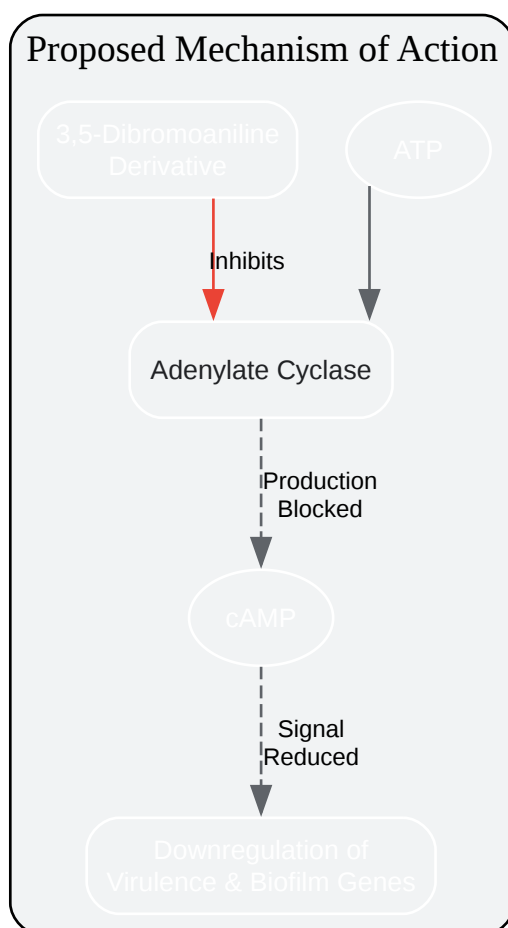 Proposed Mechanism of Action
3,5-Dibromoaniline
Derivative
ATP
Inhibits
Adenylate Cyclase
Production
Blocked
cAMP
Signal
Reduced
Downregulation of
Virulence & Biofilm Genes